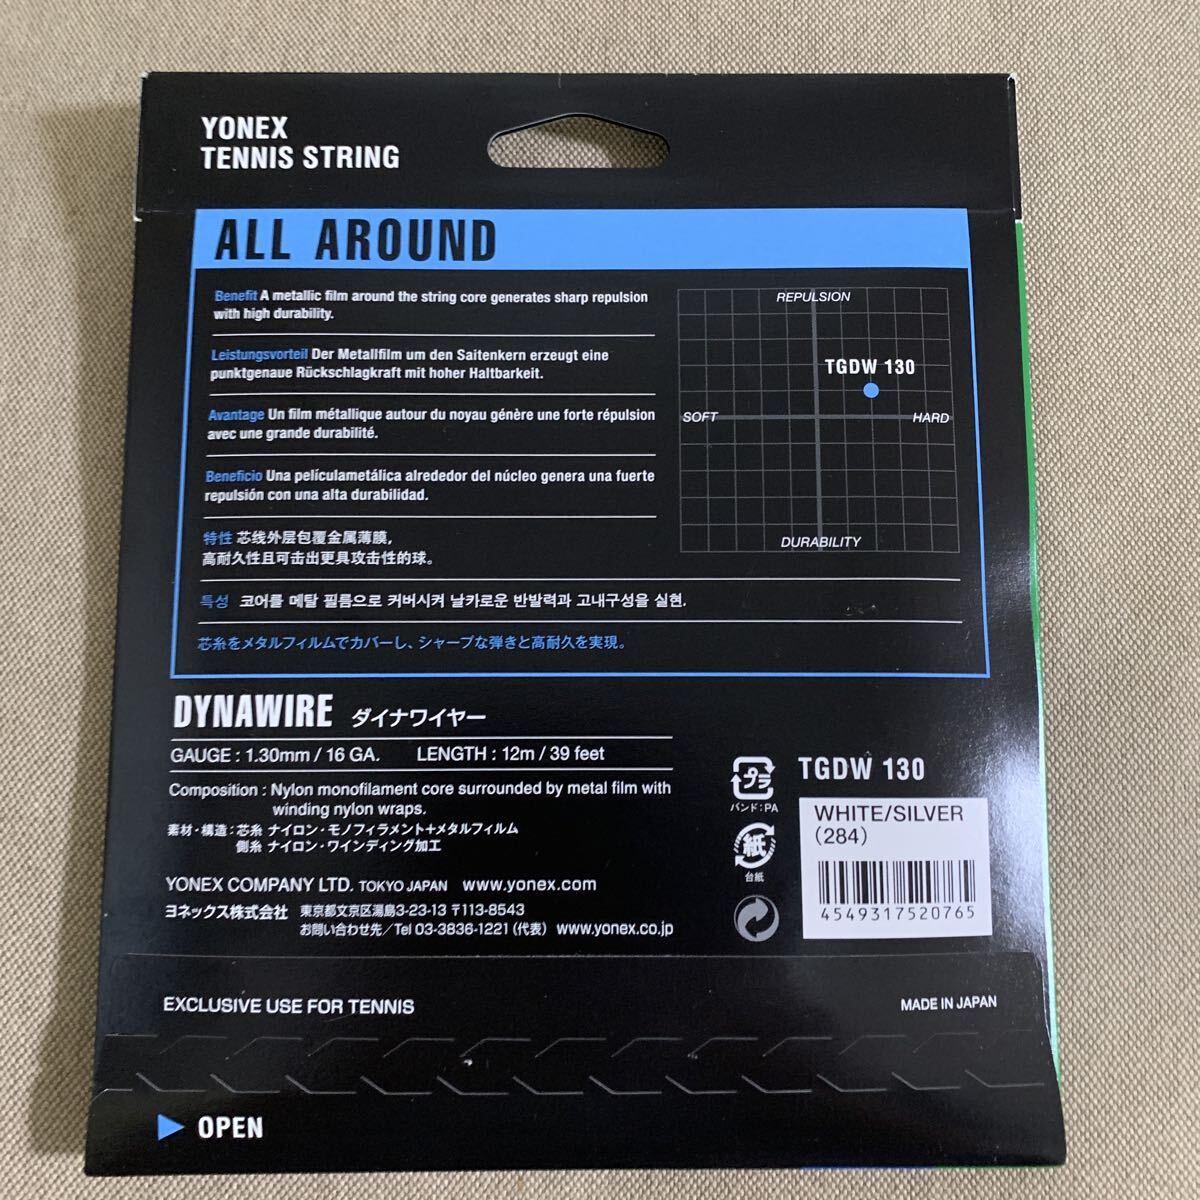 YONEX
TENNIS STRING
ALL AROUND
Benefit A metallic film around the string core generates sharp repulsion
with high durability.
Leistungsvorteil Der Metallfilm um den Saitenkern erzeugt eine
punktgenaue Rückschlagkraft mit hoher Haltbarkeit.
Avantage Un film métallique autour du noyau génère une forte répulsion
avec une grande durabilité.
Beneficio Una películametálica alrededor del núcleo genera una fuerte
repulsión con una alta durabilidad.
特性 芯线外层包覆金属薄膜,
高耐久性且可击出更具攻击性的球。
특성 코어를 메탈 필름으로 커버시켜 날카로운 반발력과 고내구성을 실현.
芯糸をメタルフィルムでカバーし、シャープな弾きと高耐久を実現。
REPULSION
TGDW 130
SOFT
HARD
DURABILITY
DYNAWIRE ダイナワイヤー
GAUGE : 1.30mm / 16 GA. LENGTH : 12m / 39 feet
Composition : Nylon monofilament core surrounded by metal film with
winding nylon wraps.
素材・構造：芯糸 ナイロン・モノフィラメント+メタルフィルム
側糸 ナイロン・ワインディング加工
YONEX COMPANY LTD. TOKYO JAPAN www.yonex.com
ヨネックス株式会社 東京都文京区湯島3-23-13 〒113-8543
お問い合わせ先／Tel 03-3836-1221 (代表) www.yonex.co.jp
プラ
バンド：PA
紙
台紙
TGDW 130
WHITE/SILVER
(284)
4549317520765
EXCLUSIVE USE FOR TENNIS
MADE IN JAPAN
OPEN